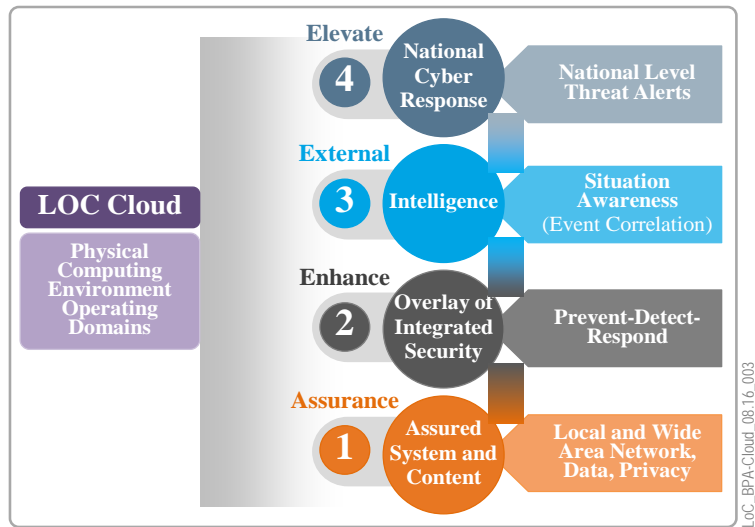 Elevate
4
National
Cyber
Response
National Level
Threat Alerts
External
3
Intelligence
Situation
Awareness
(Event Correlation)
LOC Cloud
Physical
Computing
Environment
Operating
Domains
Enhance
2
Overlay of
Integrated
Security
Prevent-Detect-
Respond
Assurance
1
Assured
System and
Content
Local and Wide
Area Network,
Data, Privacy
LoC_BPA-Cloud_08.16_003